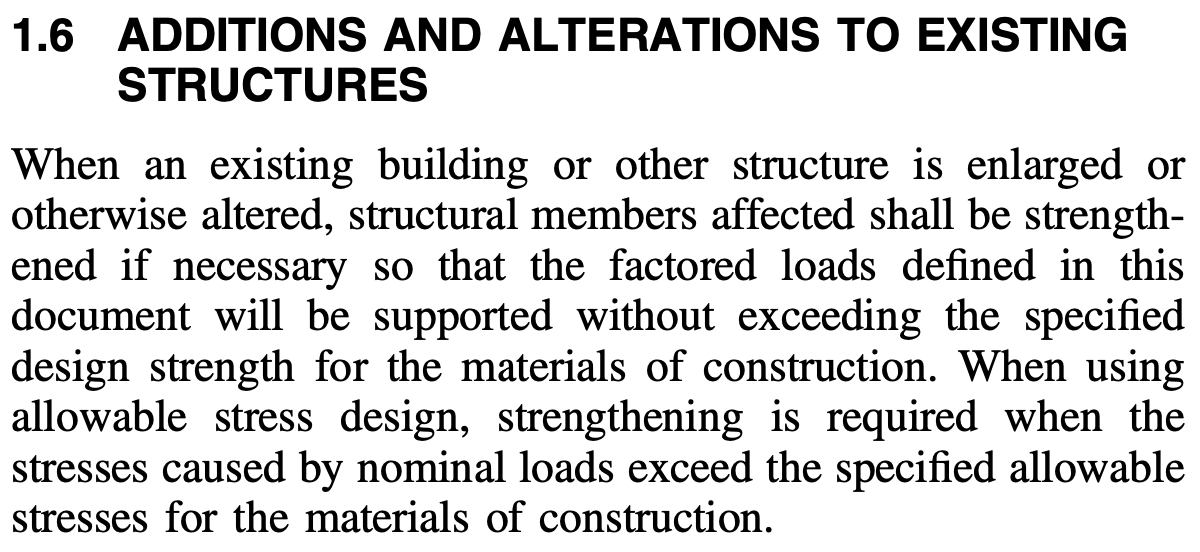 1.6 ADDITIONS AND ALTERATIONS TO EXISTING
STRUCTURES
When an existing building or other structure is enlarged or
otherwise altered, structural members affected shall be strength-
ened if necessary so that the factored loads defined in this
document will be supported without exceeding the specified
design strength for the materials of construction. When using
allowable stress design, strengthening is required when the
stresses caused by nominal loads exceed the specified allowable
stresses for the materials of construction.